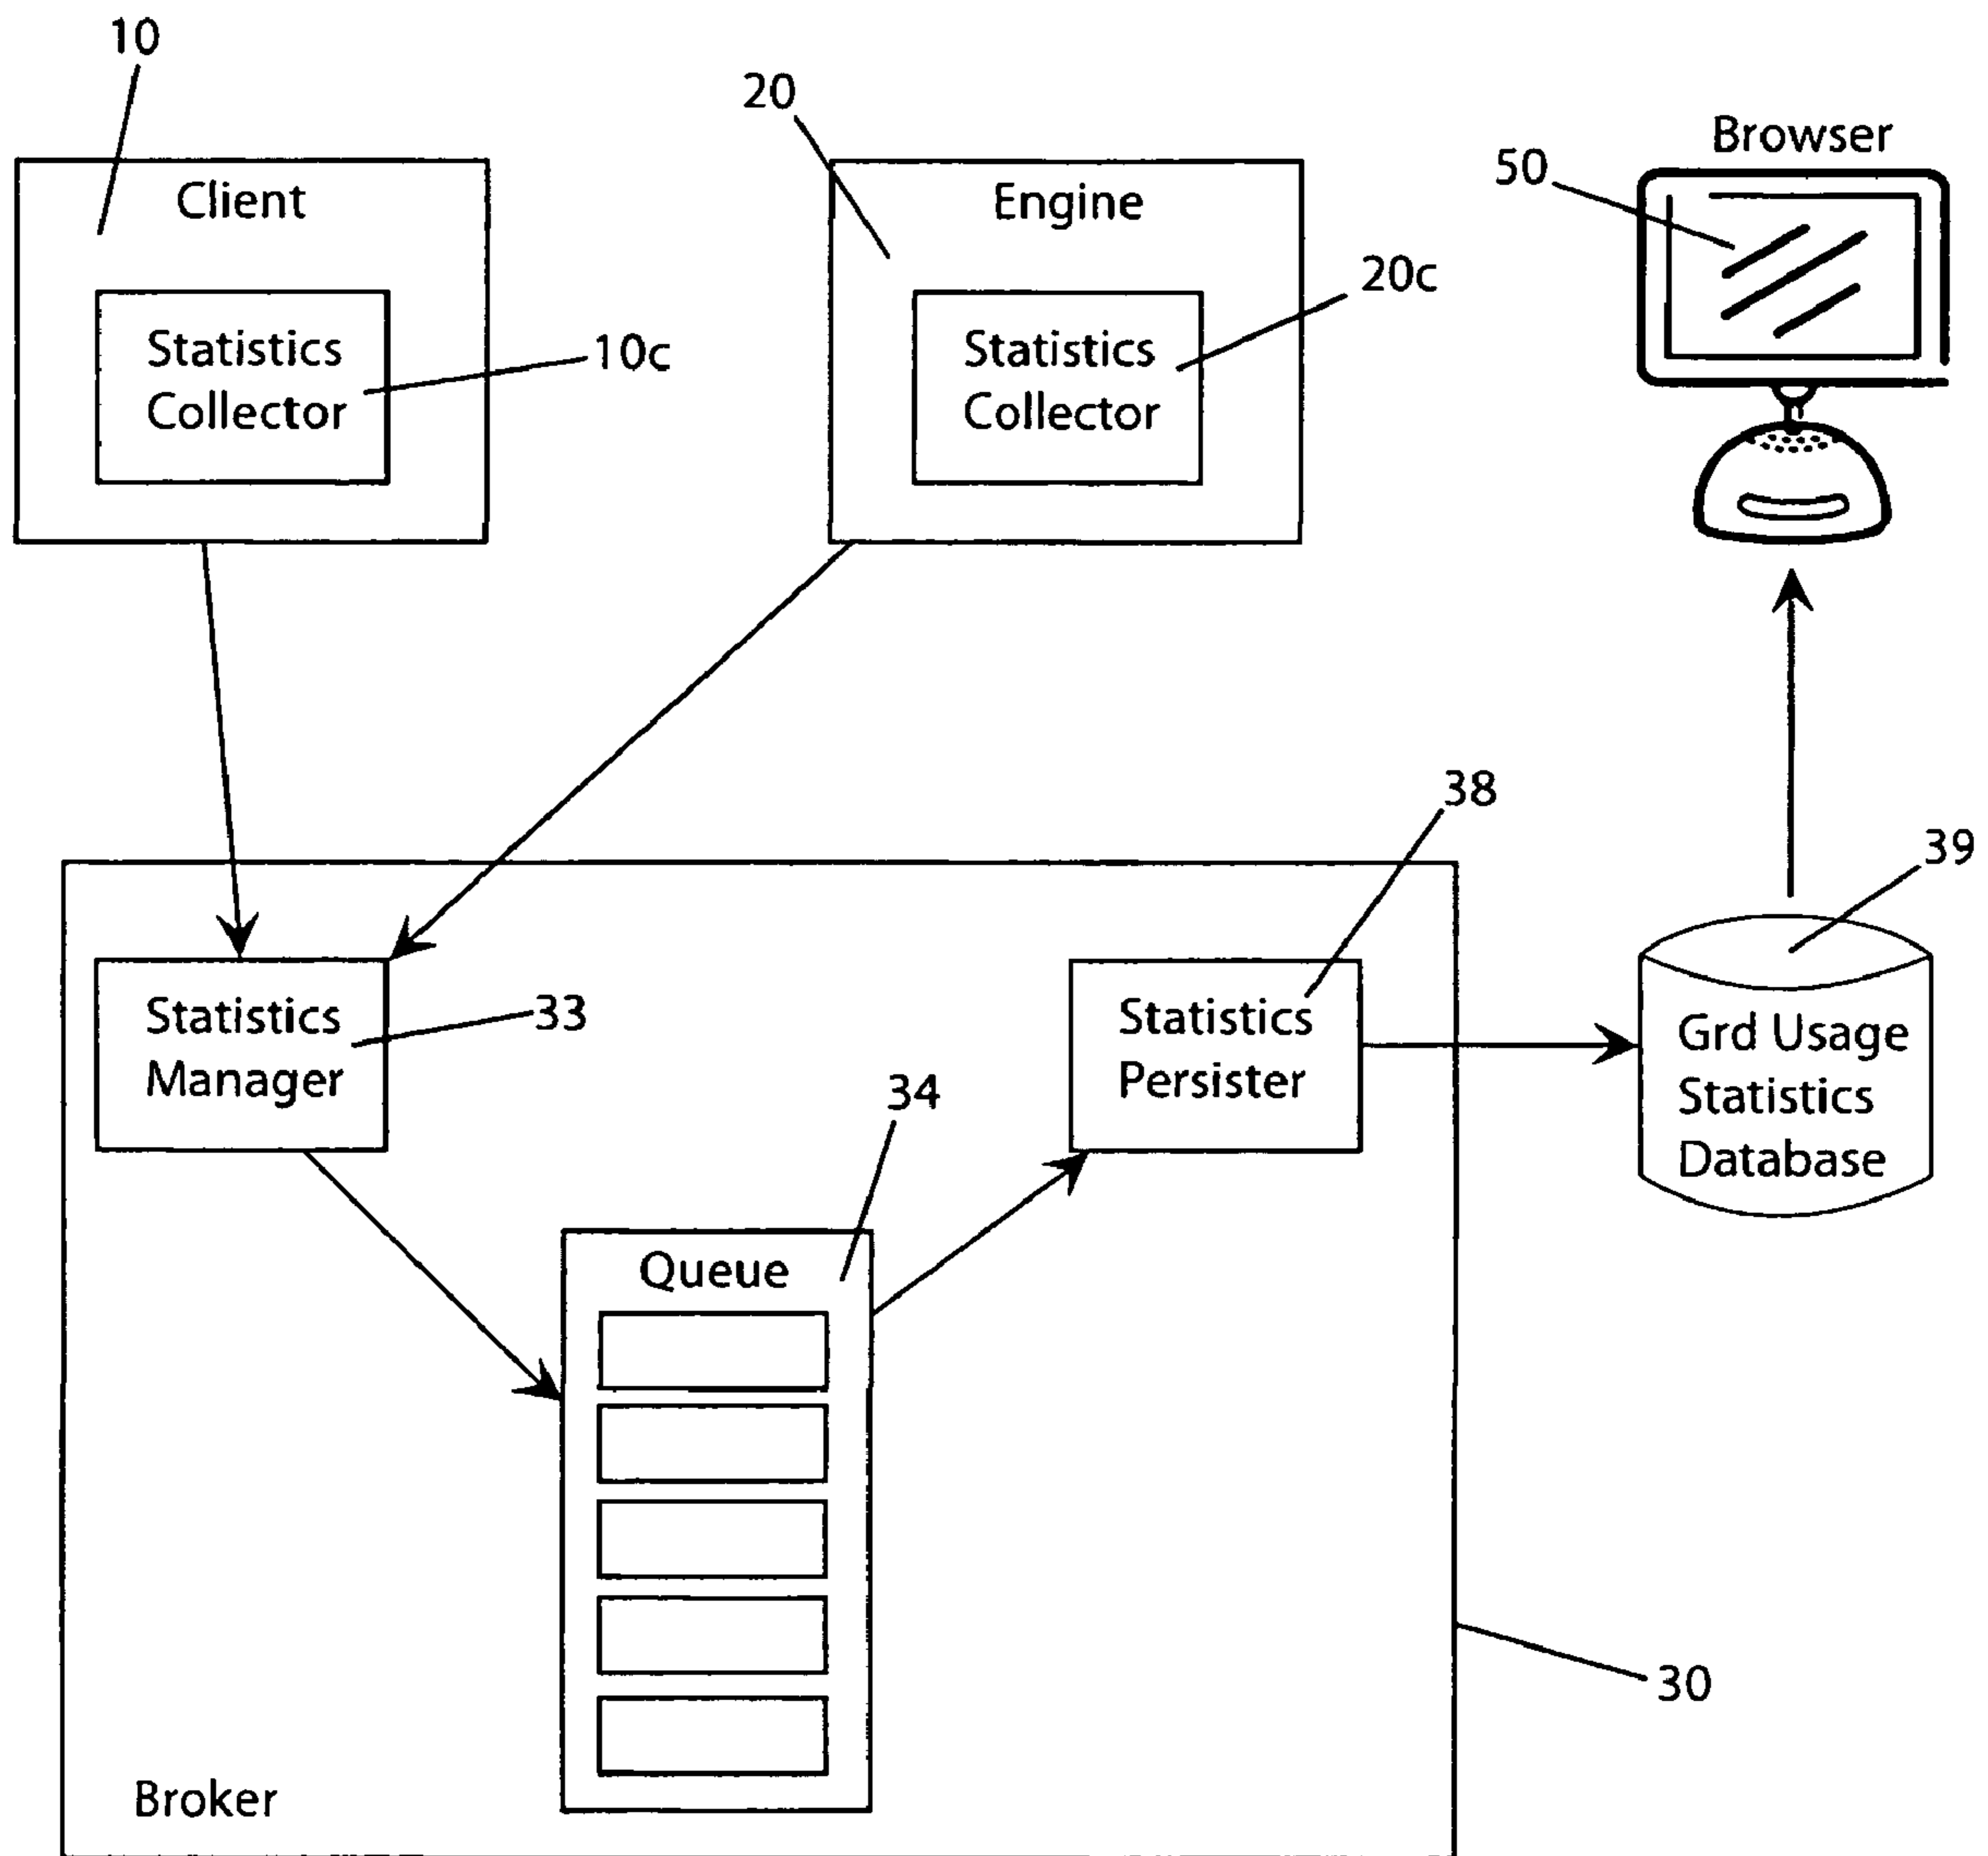 10
20
Browser
50
Client
Engine
20c
Statistics
Collector
10c
Statistics
Collector
38
39
Statistics
Manager
33
Statistics
Persister
Grd Usage
Statistics
Database
34
Queue
30
Broker